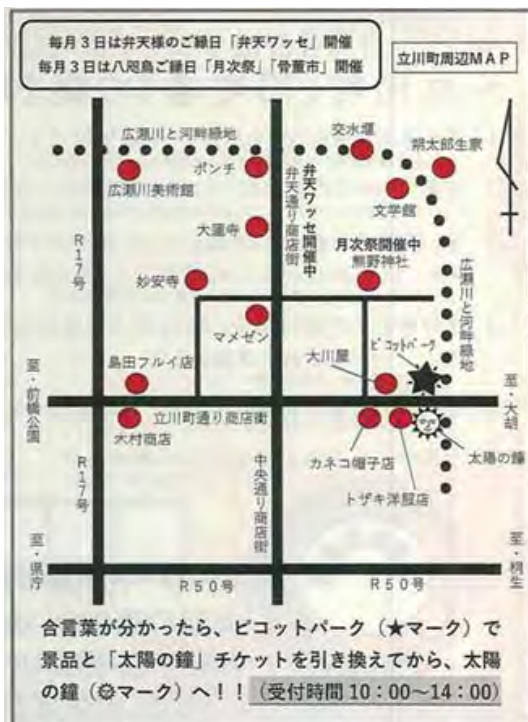 毎月3日は弁天様のご縁日「弁天ワッセ」開催
毎月3日は八咫烏ご縁日「月次祭」「骨董市」開催
立川町周辺MAP
広瀬川と河畔緑地
交水堰
朔太郎生家
広瀬川美術館
ポンチ
文学館
弁天ワッセ開催中
弁天通り商店街
大蓮寺
R17号
月次祭開催中
熊野神社
妙安寺
広瀬川と河畔緑地
マメゼン
大川屋
ピコットパーク
島田フルイ店
至・前橋公園
至・大胡
立川町通り商店街
木村商店
カネコ帽子店
太陽の鐘
トザキ洋服店
R17号
中央通り商店街
至・県庁
至・桐生
R50号
R50号
合言葉が分かったら、ピコットパーク(★マーク)で
景品と「太陽の鐘」チケットを引き換えてから、太陽
の鐘(マーク)へ!!(受付時間10:00~14:00)